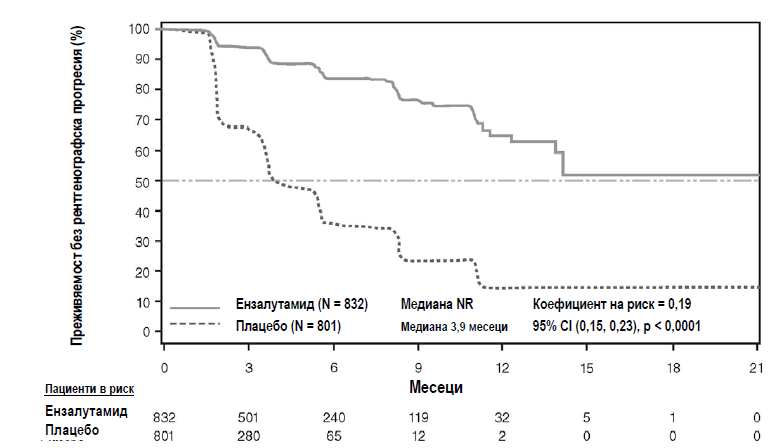 Преживяемост без рентгенографска прогресия (%)
100
90
80
70
60
50
40
30
20
10
0
Ензалутамид (N = 832) Медиана NR Коефициент на риск = 0,19
Плацебо (N = 801) Медиана 3,9 месеци 95% CI (0,15, 0,23), p < 0,0001
0 3 6 9 12 15 18 21
Месеци
Пациенти в риск
Ензалутамид 832 501 240 119 32 5 1 0
Плацебо 801 280 65 12 2 0 0 0